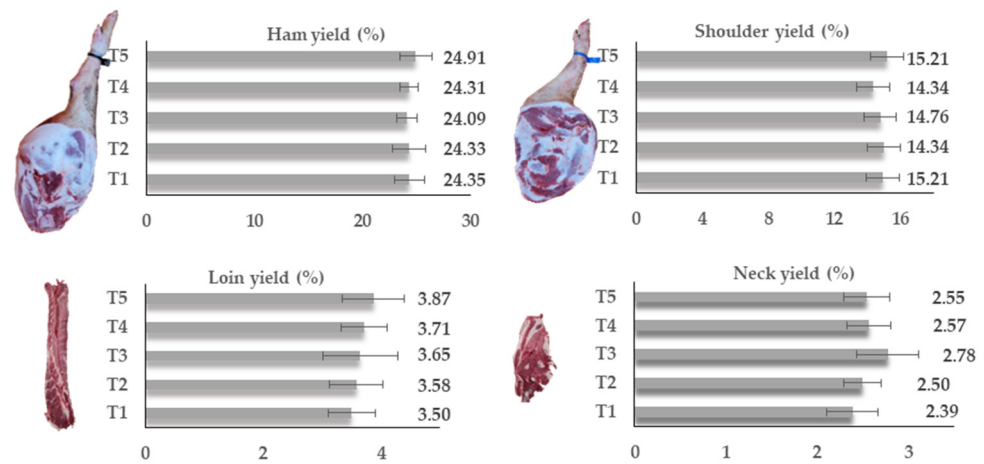 Ham yield (%)
T5 24.91
T4 24.31
T3 24.09
T2 24.33
T1 24.35
0 10 20 30
Shoulder yield (%)
T5 15.21
T4 14.34
T3 14.76
T2 14.34
T1 15.21
0 4 8 12 16
Loin yield (%)
T5 3.87
T4 3.71
T3 3.65
T2 3.58
T1 3.50
0 2 4
Neck yield (%)
T5 2.55
T4 2.57
T3 2.78
T2 2.50
T1 2.39
0 1 2 3